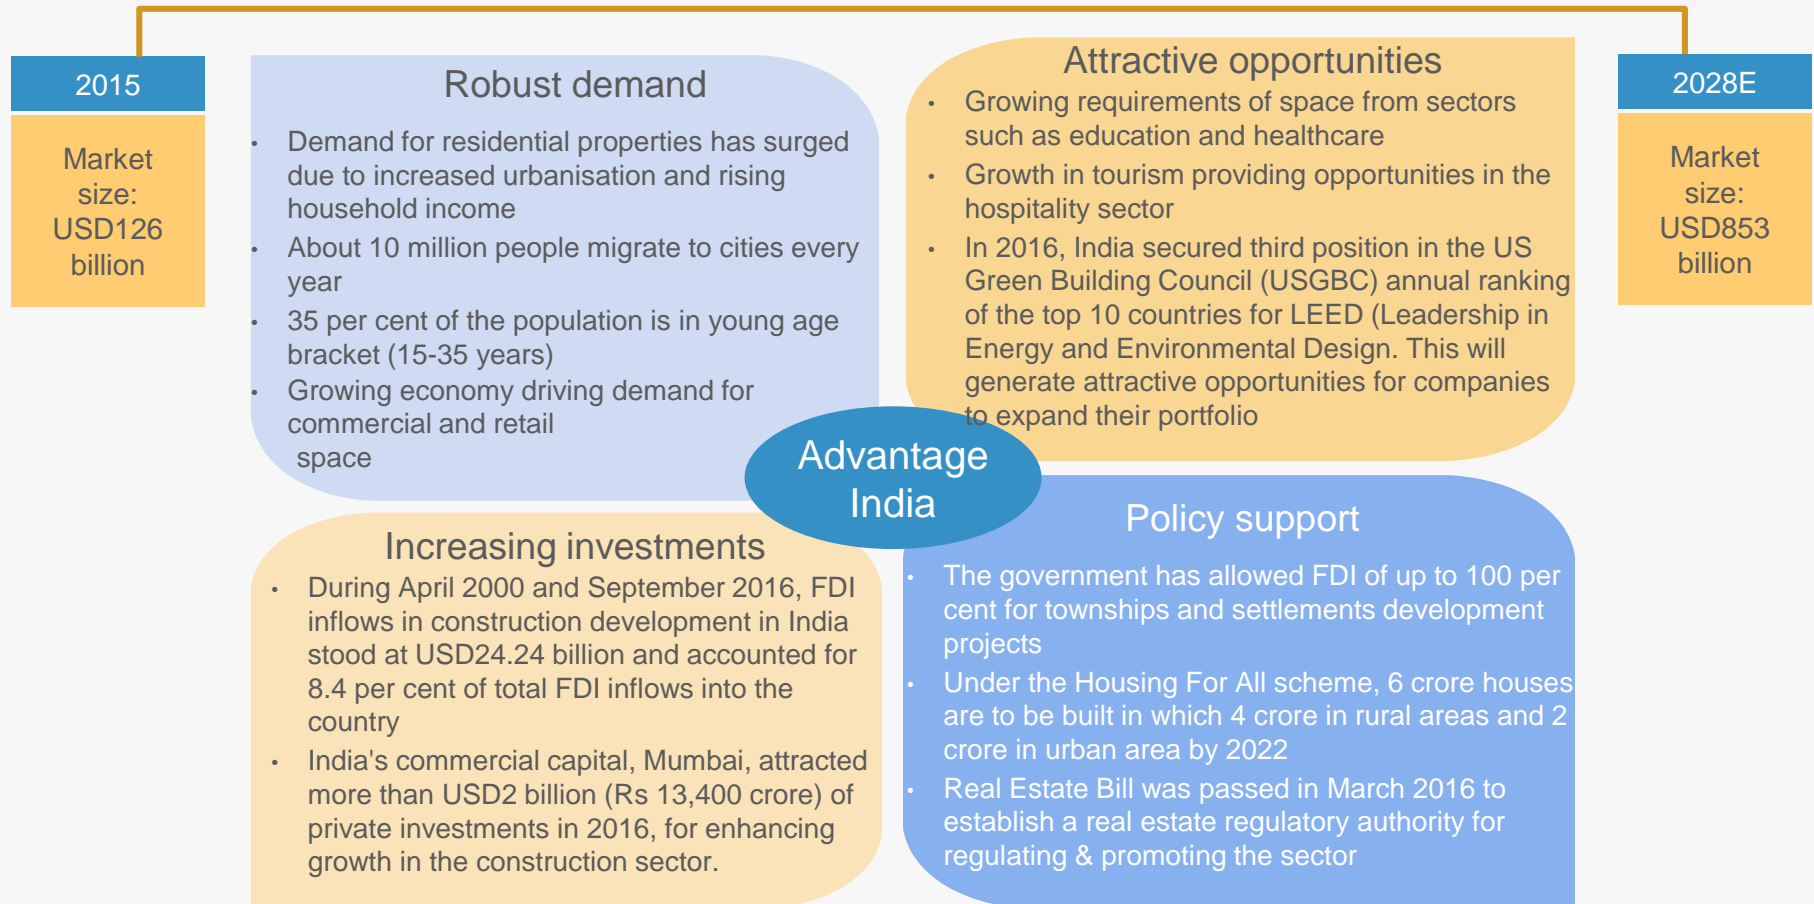 2015
Market
size:
USD126
billion
Robust demand
• Demand for residential properties has surged
due to increased urbanisation and rising
household income
• About 10 million people migrate to cities every
year
• 35 per cent of the population is in young age
bracket (15-35 years)
• Growing economy driving demand for
commercial and retail
space
Attractive opportunities
• Growing requirements of space from sectors
such as education and healthcare
• Growth in tourism providing opportunities in the
hospitality sector
• In 2016, India secured third position in the US
Green Building Council (USGBC) annual ranking
of the top 10 countries for LEED (Leadership in
Energy and Environmental Design. This will
generate attractive opportunities for companies
to expand their portfolio
2028E
Market
size:
USD853
billion
Advantage
India
Increasing investments
• During April 2000 and September 2016, FDI
inflows in construction development in India
stood at USD24.24 billion and accounted for
8.4 per cent of total FDI inflows into the
country
• India's commercial capital, Mumbai, attracted
more than USD2 billion (Rs 13,400 crore) of
private investments in 2016, for enhancing
growth in the construction sector.
Policy support
• The government has allowed FDI of up to 100 per
cent for townships and settlements development
projects
• Under the Housing For All scheme, 6 crore houses
are to be built in which 4 crore in rural areas and 2
crore in urban area by 2022
• Real Estate Bill was passed in March 2016 to
establish a real estate regulatory authority for
regulating & promoting the sector